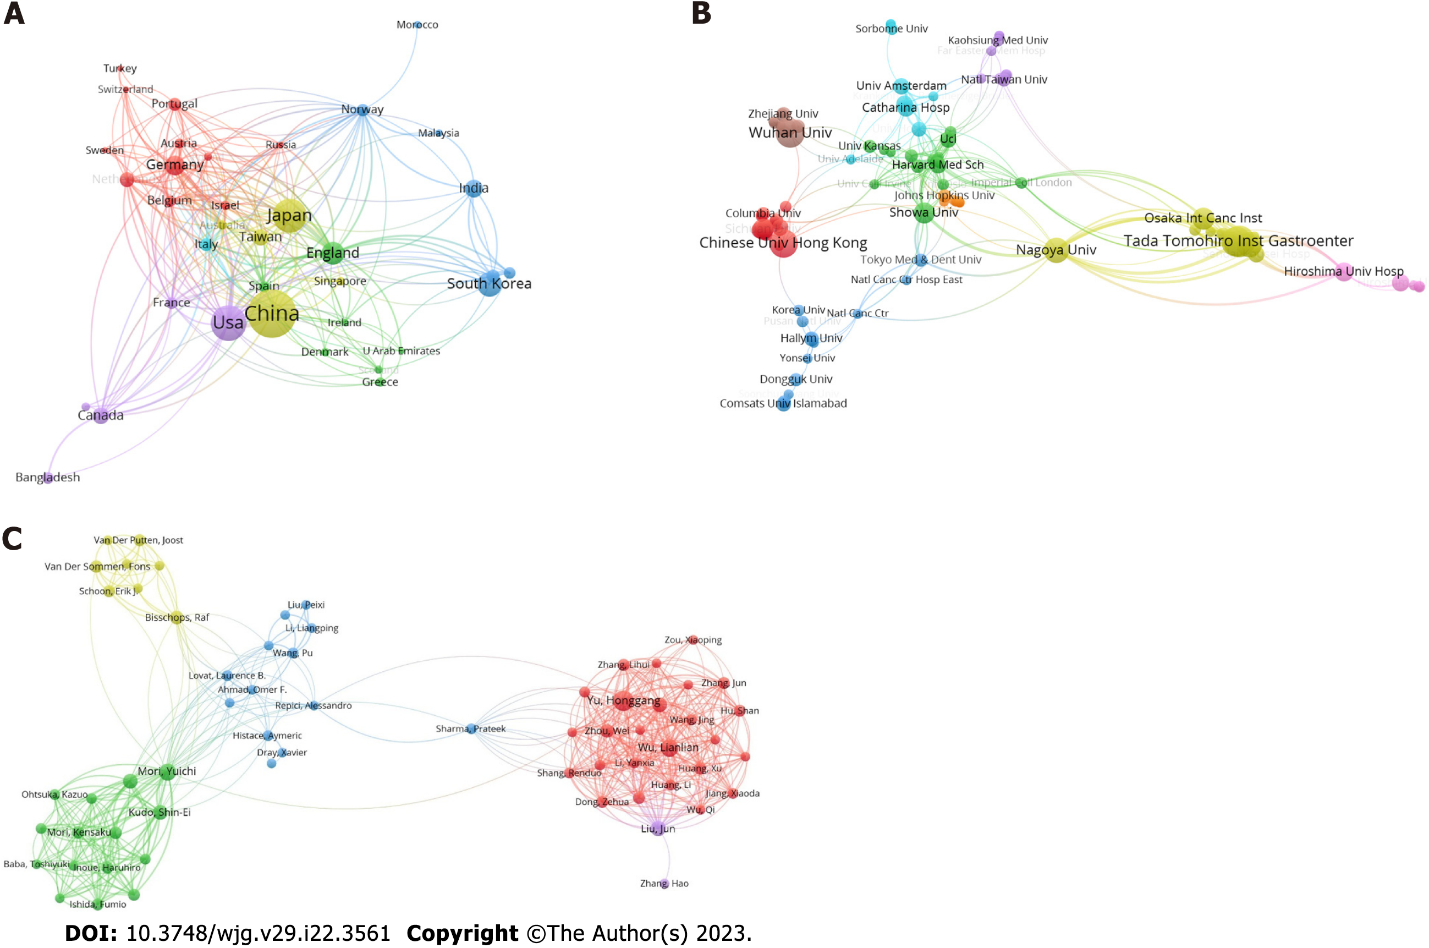 A
Morocco
Turkey
Switzerland
Portugal
Norway
Malaysia
Austria
Russia
Sweden
Germany
India
Belgium
Israel
Japan
Australia
Taiwan
Italy
England
Spain
Singapore
South Korea
France
China
Usa
Ireland
Denmark
U Arab Emirates
Greece
Canada
Bangladesh
B
Sorbonne Univ
Kaohsiung Med Univ
Natl Taiwan Univ
Univ Amsterdam
Catharina Hosp
Zhejiang Univ
Wuhan Univ
Ucl
Univ Kansas
Univ Adelaide
Harvard Med Sch
Imperial Coll London
Johns Hopkins Univ
Columbia Univ
Showa Univ
Osaka Int Canc Inst
Chinese Univ Hong Kong
Tada Tomohiro Inst Gastroenter
Nagoya Univ
Tokyo Med & Dent Univ
Hiroshima Univ Hosp
Natl Canc Ctr Hosp East
Korea Univ
Natl Canc Ctr
Hallym Univ
Yonsei Univ
Dongguk Univ
Comsats Univ Islamabad
C
Van Der Putten, Joost
Van Der Sommen, Fons
Schoon, Erik J.
Bisschops, Raf
Liu, Peixi
Li, Liangping
Wang, Pu
Lovat, Laurence B.
Ahmad, Omer F.
Repici, Alessandro
Histace, Aymeric
Dray, Xavier
Sharma, Prateek
Zou, Xiaoping
Zhang, Lihui
Zhang, Jun
Yu, Honggang
Hu, Shan
Wang, Jing
Zhou, Wei
Wu, Lianlian
Li, Yanxia
Huang, Xu
Shang, Renduo
Huang, Li
Jiang, Xiaoda
Dong, Zehua
Wu, Qi
Liu, Jun
Zhang, Hao
Mori, Yuichi
Ohtsuka, Kazuo
Kudo, Shin-Ei
Mori, Kensaku
Baba, Toshiyuki
Inoue, Haruhiro
Ishida, Fumio
DOI: 10.3748/wjg.v29.i22.3561 Copyright ©The Author(s) 2023.